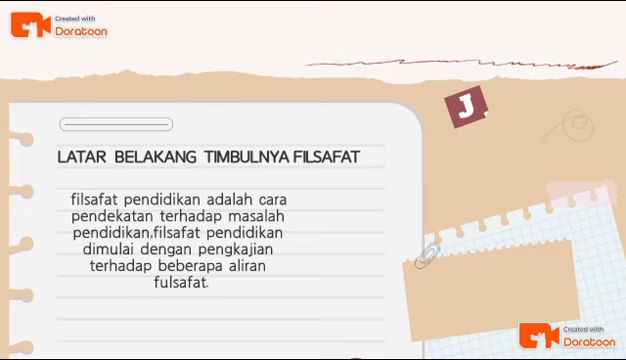 Created with
Doratoon
J
LATAR BELAKANG TIMBULNYA FILSAFAT
filsafat pendidikan adalah cara
pendekatan terhadap masalah
pendidikan,filsafat pendidikan
dimulai dengan pengkajian
terhadap beberapa aliran
fulsafat.
Created with
Doratoon